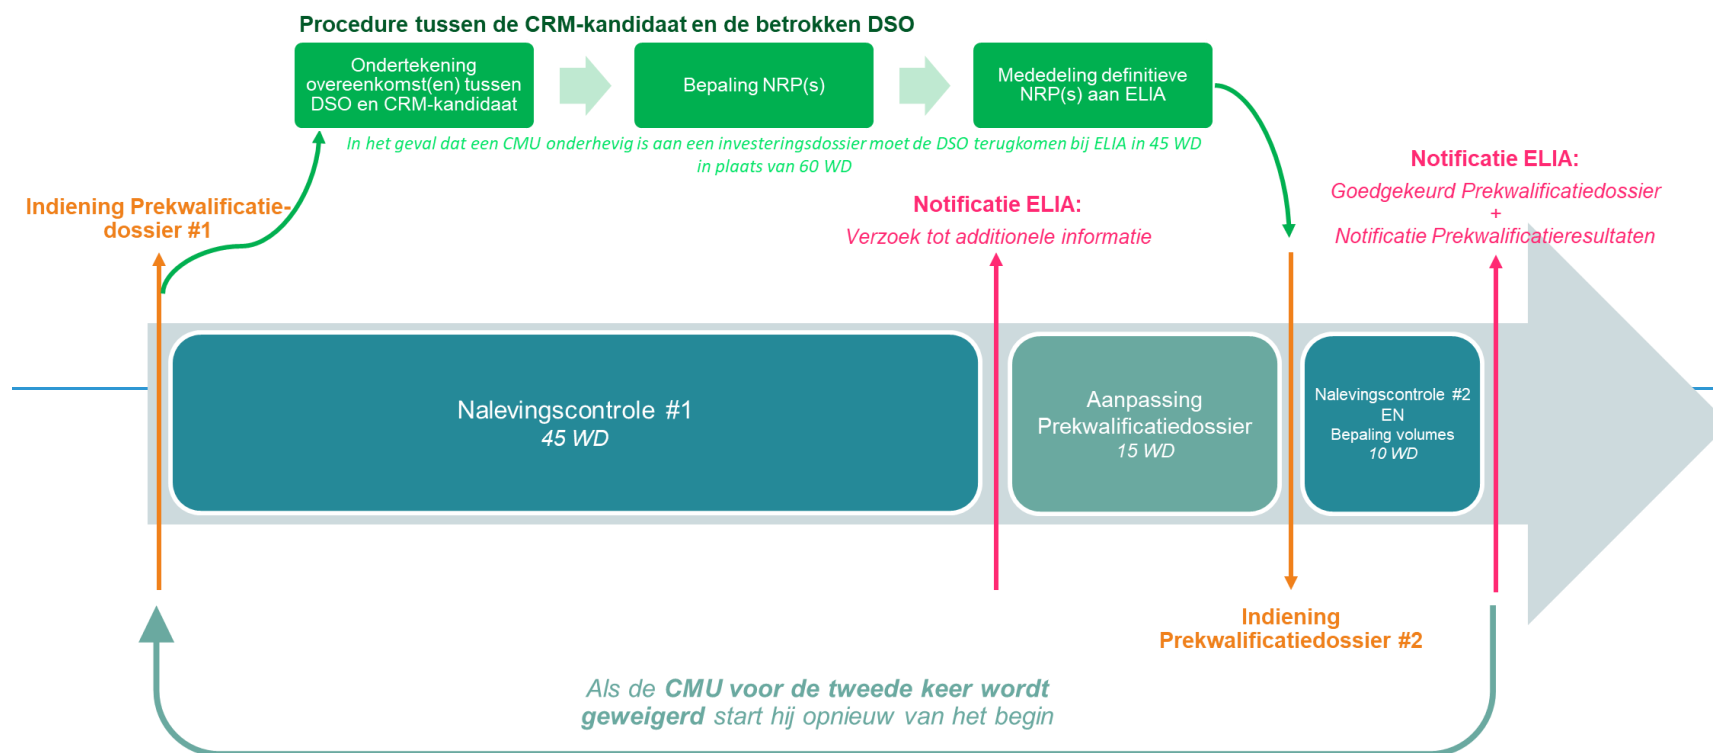 Procedure tussen de CRM-kandidaat en de betrokken DSO
Ondertekening
overeenkomst(en) tussen
DSO en CRM-kandidaat
Bepaling NRP(s)
Mededeling definitieve
NRP(s) aan ELIA
In het geval dat een CMU onderhevig is aan een investeringsdossier moet de DSO terugkomen bij ELIA in 45 WD
in plaats van 60 WD
Indiening Prekwalificatie-
dossier #1
Notificatie ELIA:
Verzoek tot additionele informatie
Notificatie ELIA:
Goedgekeurd Prekwalificatiedossier
+
Notificatie Prekwalificatieresultaten
Nalevingscontrole #1
45 WD
Aanpassing
Prekwalificatiedossier
15 WD
Nalevingscontrole #2
EN
Bepaling volumes
10 WD
Indiening
Prekwalificatiedossier #2
Als de CMU voor de tweede keer wordt
geweigerd start hij opnieuw van het begin